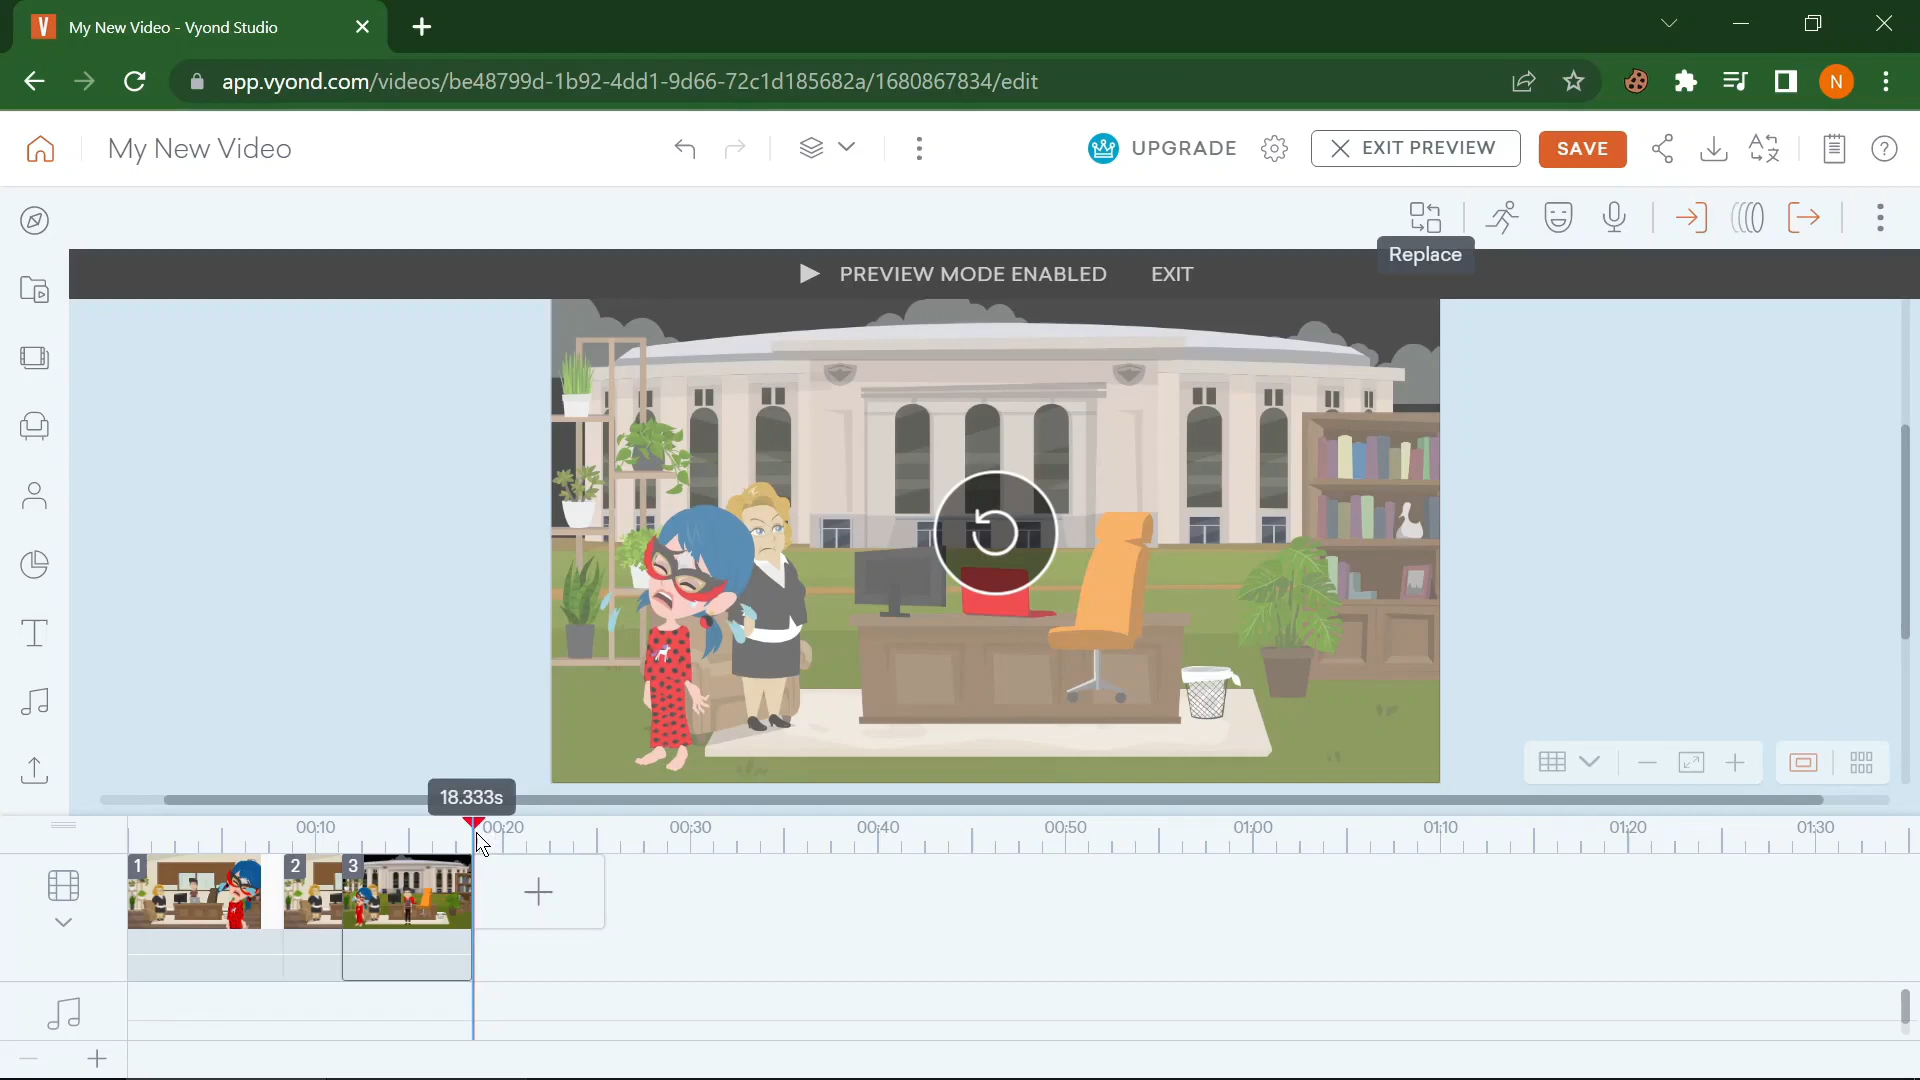 My New Video - Vyond Studio
app.vyond.com/videos/be48799d-1b92-4dd1-9d66-72c1d185682a/1680867834/edit
N
My New Video
UPGRADE
EXIT PREVIEW
SAVE
Replace
PREVIEW MODE ENABLED
EXIT
18.333s
00:10
00:20
00:30
00:40
00:50
01:00
01:10
01:20
01:30
1
2
3